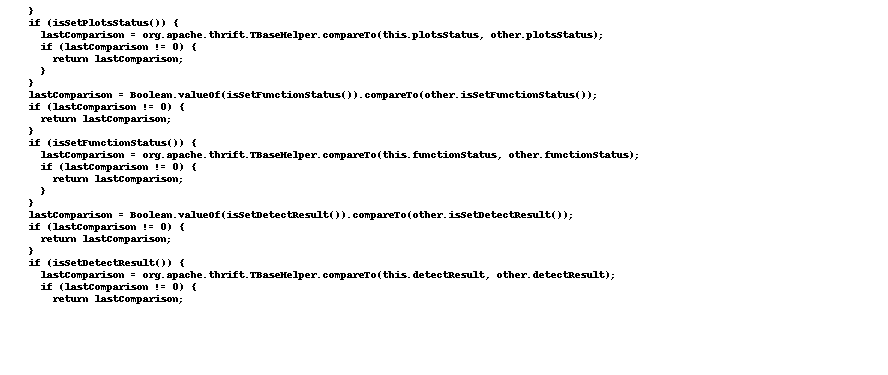 }
if (isSetPlotsStatus()) {
  lastComparison = org.apache.thrift.TBaseHelper.compareTo(this.plotsStatus, other.plotsStatus);
  if (lastComparison != 0) {
    return lastComparison;
  }
}
lastComparison = Boolean.valueOf(isSetFunctionStatus()).compareTo(other.isSetFunctionStatus());
if (lastComparison != 0) {
  return lastComparison;
}
if (isSetFunctionStatus()) {
  lastComparison = org.apache.thrift.TBaseHelper.compareTo(this.functionStatus, other.functionStatus);
  if (lastComparison != 0) {
    return lastComparison;
  }
}
lastComparison = Boolean.valueOf(isSetDetectResult()).compareTo(other.isSetDetectResult());
if (lastComparison != 0) {
  return lastComparison;
}
if (isSetDetectResult()) {
  lastComparison = org.apache.thrift.TBaseHelper.compareTo(this.detectResult, other.detectResult);
  if (lastComparison != 0) {
    return lastComparison;